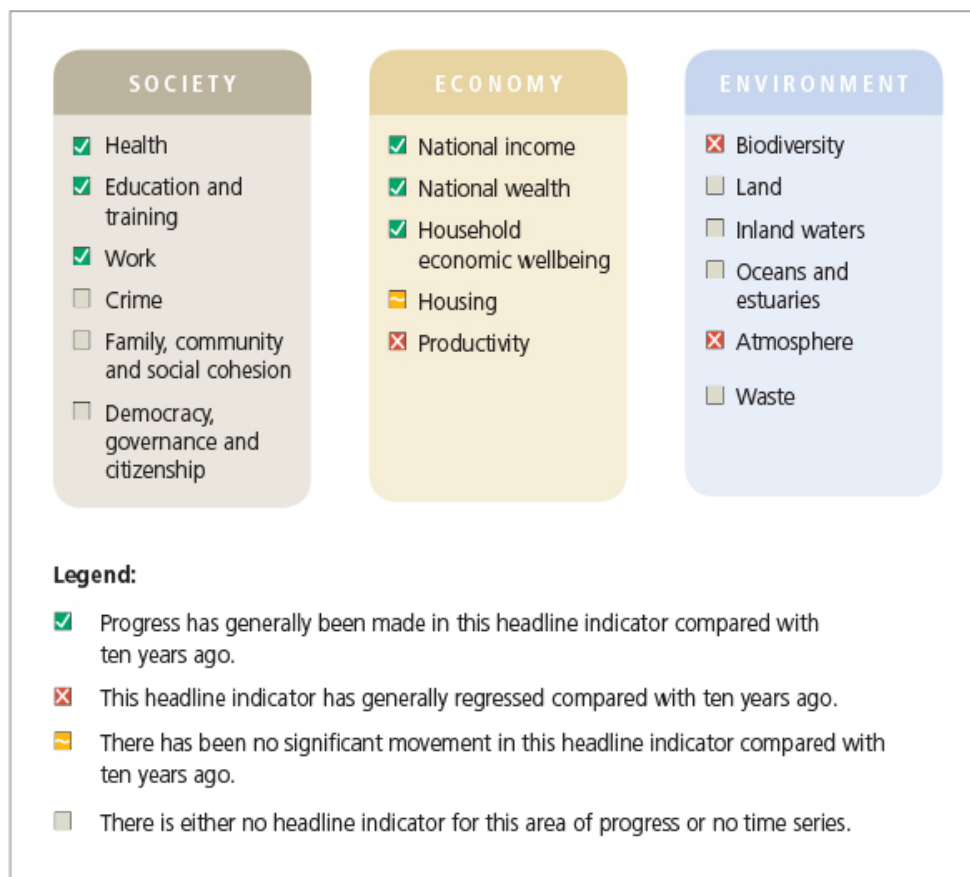 SOCIETY
Health
Education and
training
Work
Crime
Family, community
and social cohesion
Democracy,
governance and
citizenship
ECONOMY
National income
National wealth
Household
economic wellbeing
Housing
Productivity
ENVIRONMENT
Biodiversity
Land
Inland waters
Oceans and
estuaries
Atmosphere
Waste
Legend:
Progress has generally been made in this headline indicator compared with
ten years ago.
This headline indicator has generally regressed compared with ten years ago.
There has been no significant movement in this headline indicator compared with
ten years ago.
There is either no headline indicator for this area of progress or no time series.